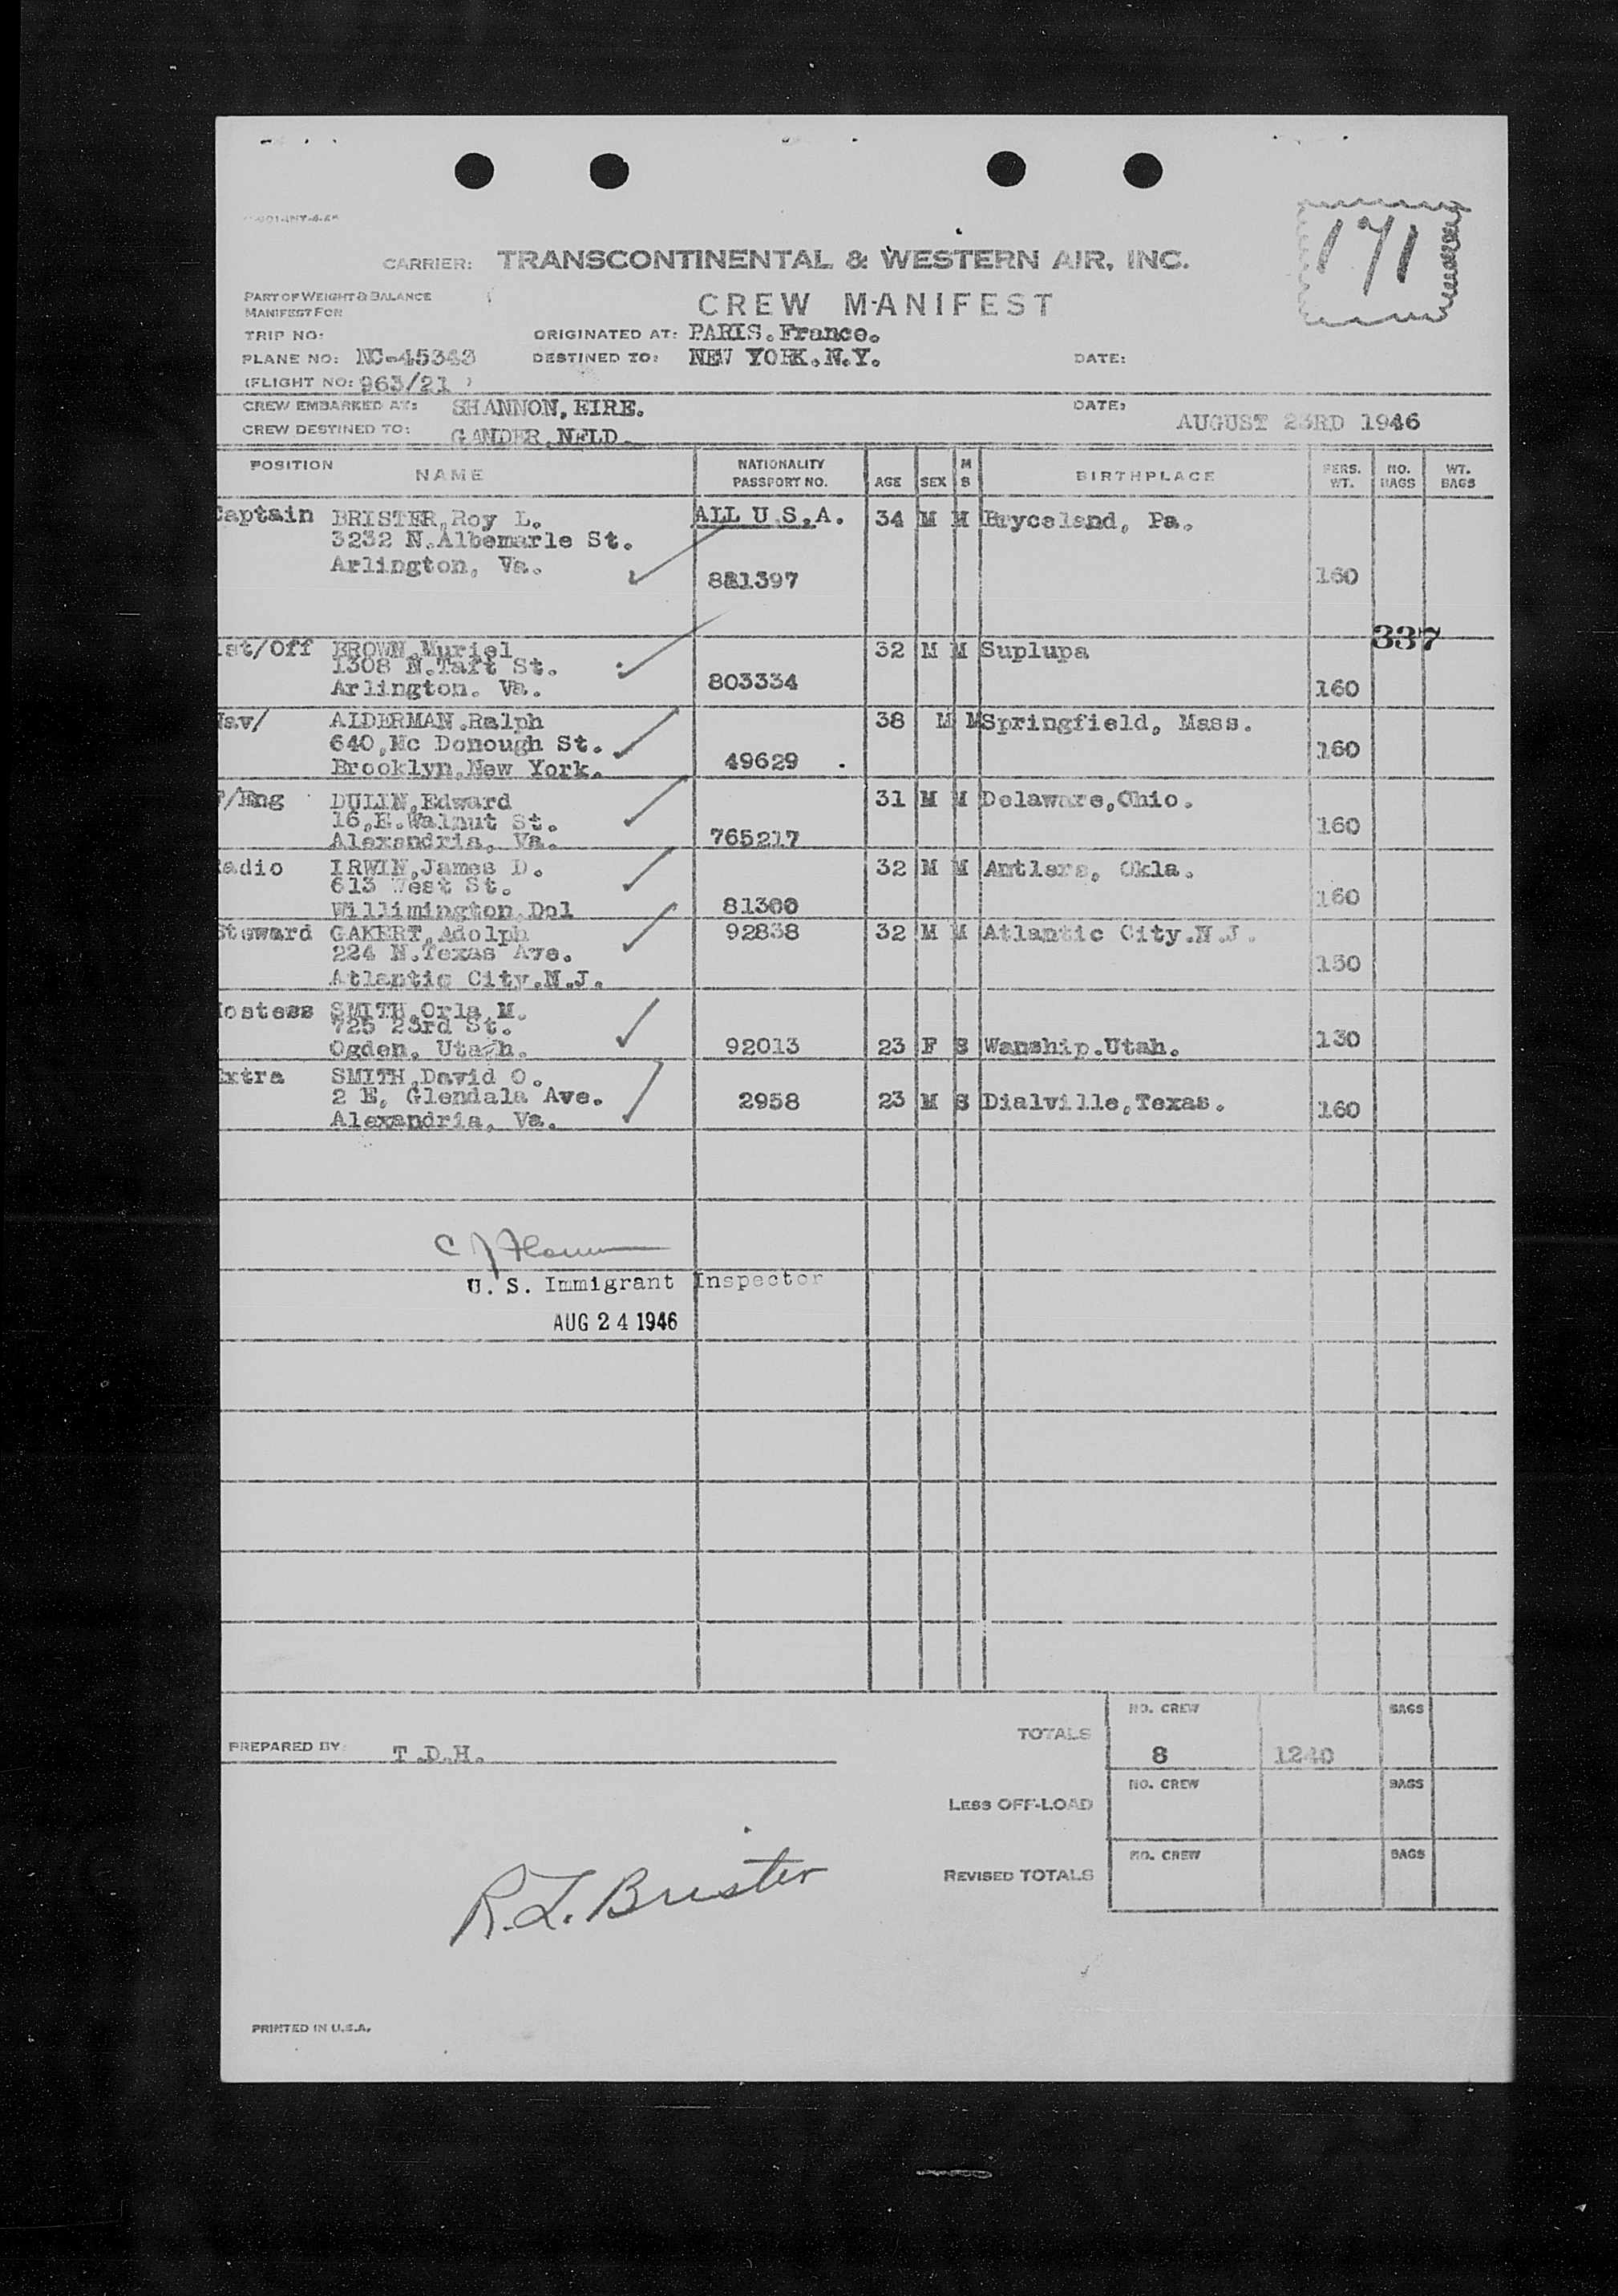 171
CARRIER: TRANSCONTINENTAL & WESTERN AIR, INC.
PART OF WEIGHT & BALANCE
MANIFEST FOR
CREW MANIFEST
TRIP NO:
ORIGINATED AT: PARIS.France.
PLANE NO: NC-45343
DESTINED TO: NEW YORK.N.Y.
DATE:
(FLIGHT NO: 963/21 )
CREW EMBARKED AT: SHANNON,EIRE.
DATE: AUGUST 23RD 1946
CREW DESTINED TO: GANDER,NFLD.
POSITION NAME NATIONALITY PASSPORT NO. AGE SEX M S BIRTHPLACE PERS. WT. NO. BAGS WT. BAGS
Captain BRISTER,Roy L. ALL U.S.A. 34 M M Bryceland, Pa.
3232 N.Albemarle St.
Arlington, Va. 160
337
1st/Off BROWN,Muriel 32 M M Suplupa
1308 N.Taft St.
Arlington. Va. 803334 160
Nav/ ALDERMAN.Ralph 38 M M Springfield, Mass.
640,Mc Donough St. 160
Brooklyn,New York. 49629
F/Eng DULIN,Edward 31 M M Delaware,Ohio.
16,E.Walnut St.
Alexandria, Va. 765217 160
Radio IRWIN,James D. 32 M M Antlers, Okla.
613 West St.
Willimington,Del 81300 160
Steward GAKERT,Adolph 92838 32 M M Atlantic City.N.J.
224 N.Texas Ave.
Atlantic City.N.J. 150
Hostess SMITH,Orla M.
725 23rd St.
Ogden, Utah. 92013 23 F S Wanship.Utah. 130
Extra SMITH,David O.
2 E, Glendala Ave. 2958 23 M S Dialville,Texas. 160
Alexandria, Va.
U. S. Immigrant Inspector
AUG 24 1946
TOTALS NO. CREW 8 1240 BAGS
PREPARED BY: T.D.H.
LESS OFF-LOAD NO. CREW BAGS
REVISED TOTALS NO. CREW BAGS
R.L. Brister
PRINTED IN U.S.A.